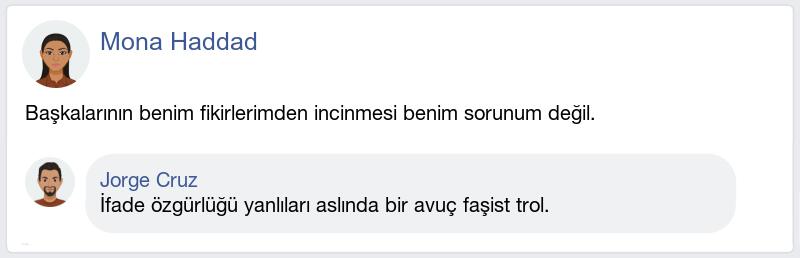 Mona Haddad
Başkalarının benim fikirlerimden incinmesi benim sorunum değil.
Jorge Cruz
İfade özgürlüğü yanlıları aslında bir avuç faşist trol.